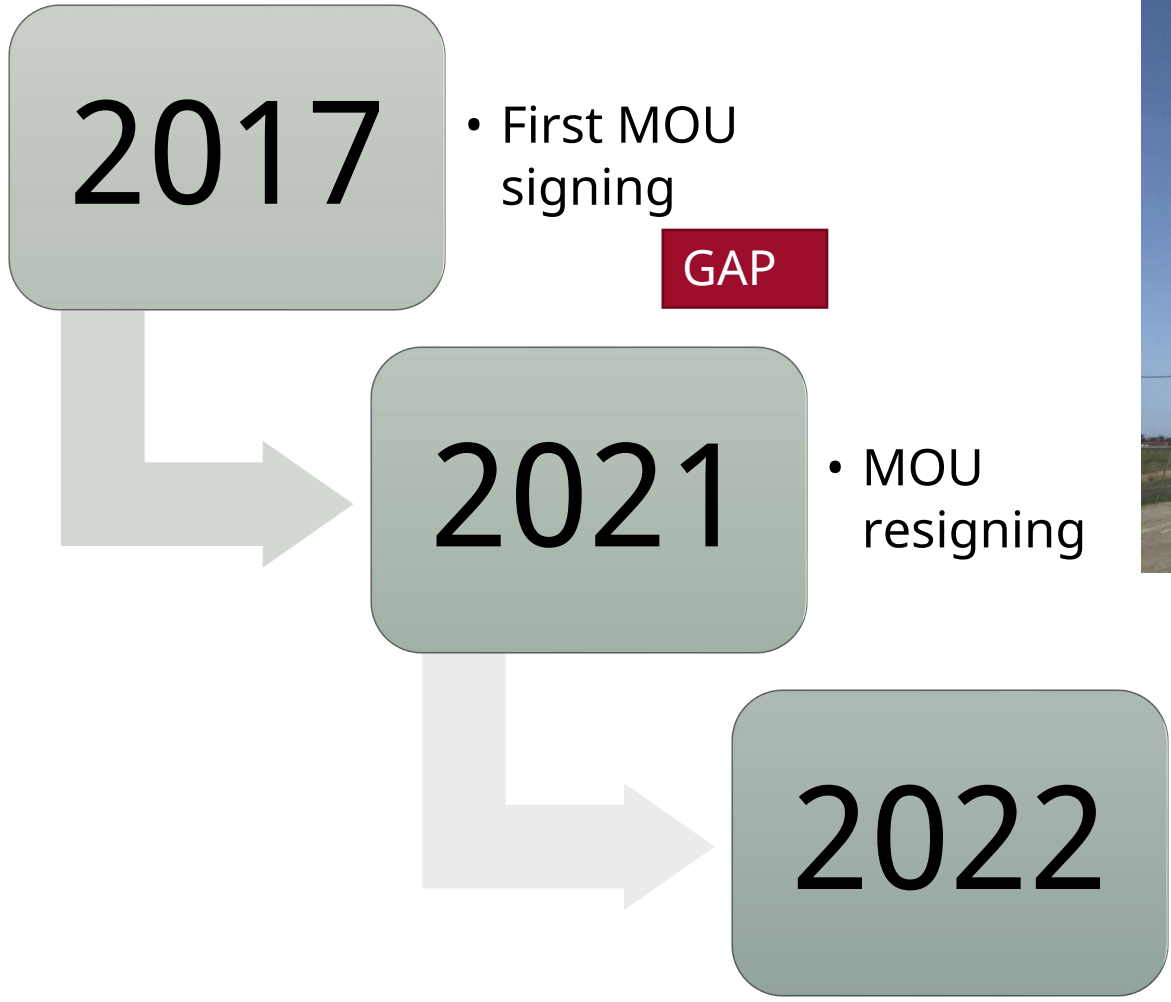 2017
• First MOU
signing
GAP
2021
• MOU
resigning
2022